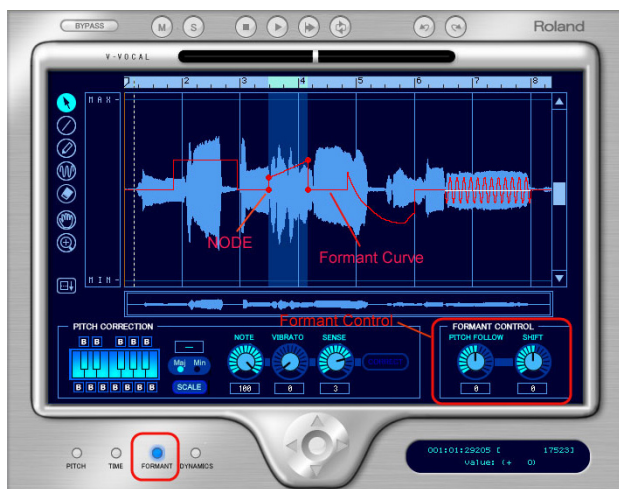 BYPASS M S Roland
V-VOCAL
2 3 4 5 6 7 8
MAX
NODE
Formant Curve
MIN
Formant Control
PITCH CORRECTION
FORMANT CONTROL
B B B B B
Maj Min
NOTE VIBRATO SENSE
PITCH FOLLOW SHIFT
B B B B B B B
SCALE
100 0 3
0 0
PITCH TIME FORMANT DYNAMICS
001:01:29205 [ 17523]
value: (+ 0)